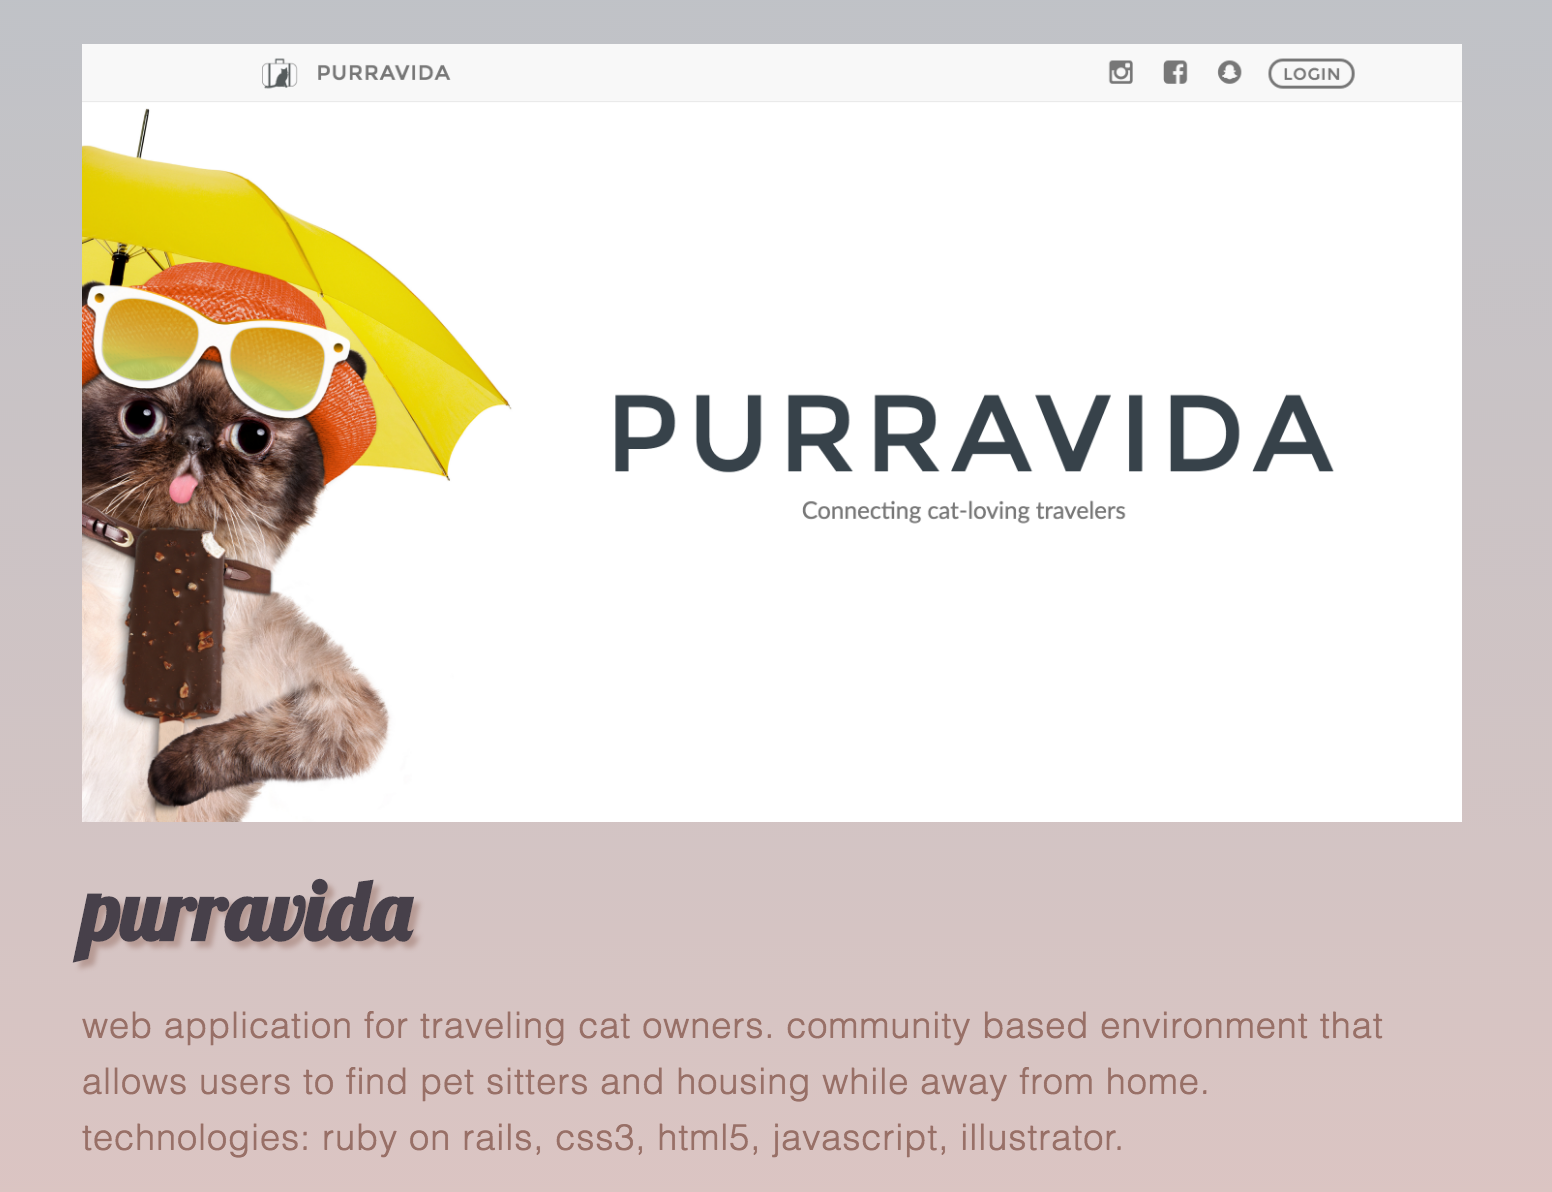 PURRAVIDA
LOGIN
PURRAVIDA
Connecting cat-loving travelers
purravida
web application for traveling cat owners. community based environment that
allows users to find pet sitters and housing while away from home.
technologies: ruby on rails, css3, html5, javascript, illustrator.